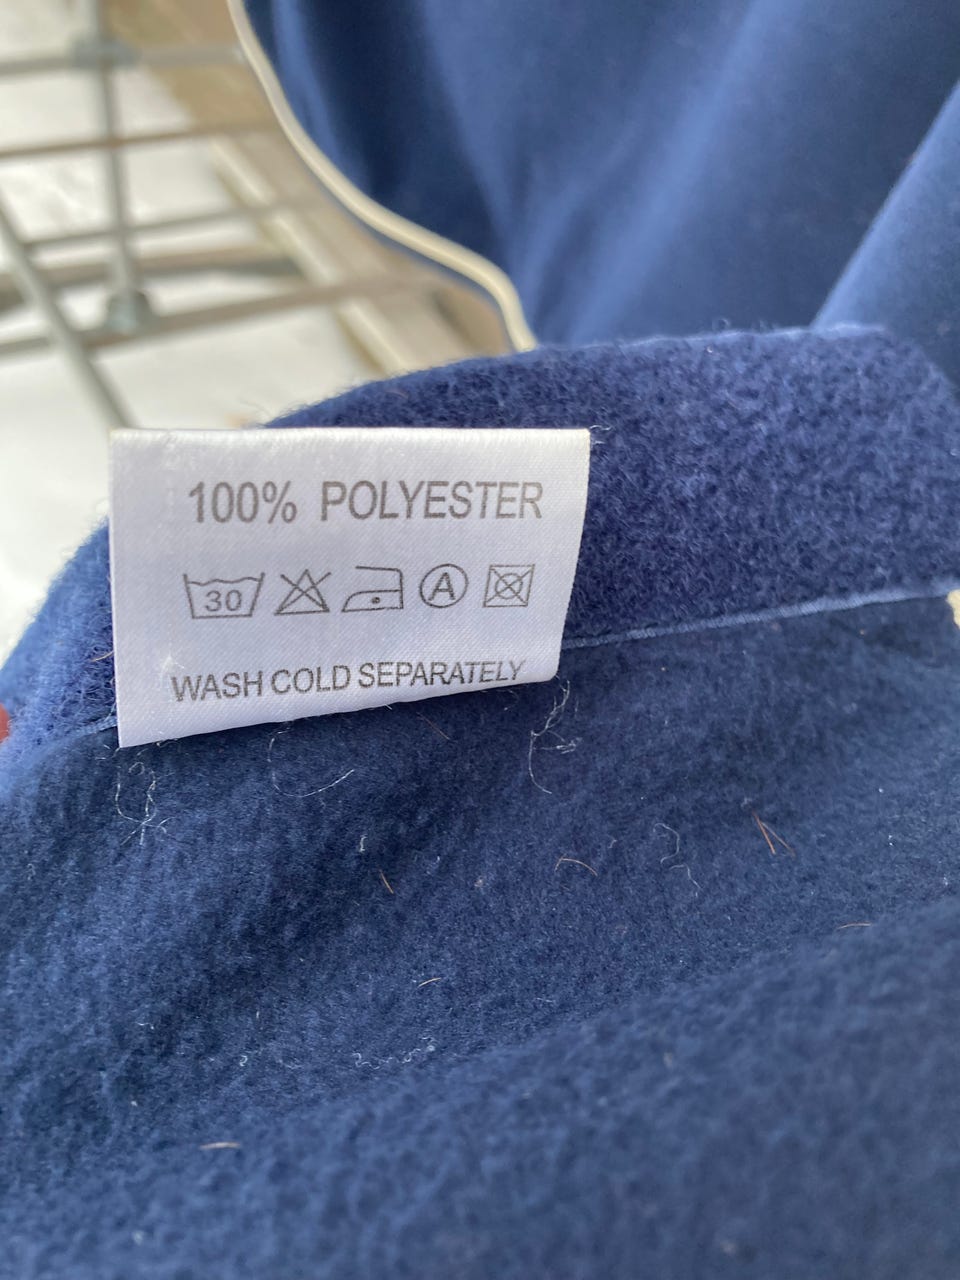 100% POLYESTER
30 A
WASH COLD SEPARATELY